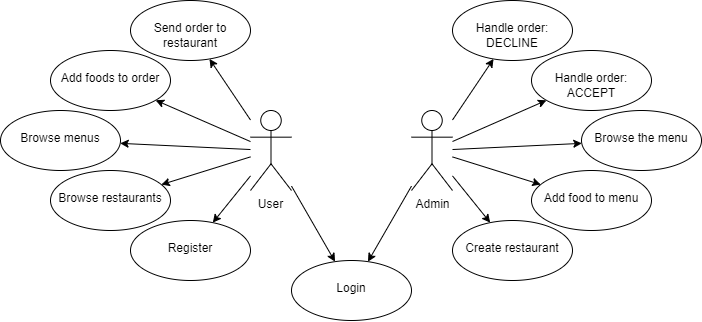 Send order to
restaurant
Handle order:
DECLINE
Add foods to order
Handle order:
ACCEPT
Browse menus
Browse the menu
Browse restaurants
User
Admin
Add food to menu
Register
Create restaurant
Login